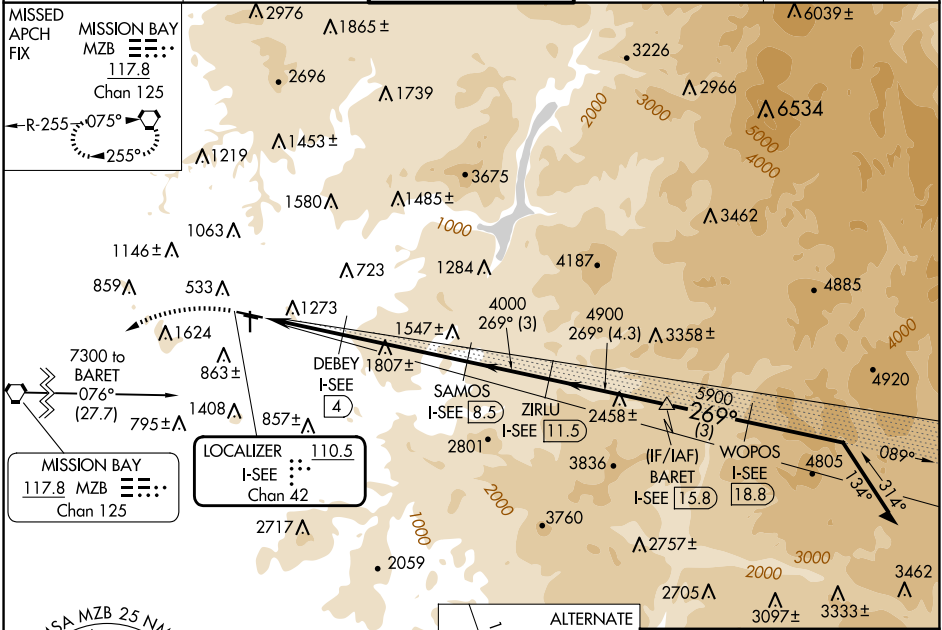 MISSED
APCH
FIX
MISSION BAY
MZB
117.8
Chan 125
R-255
075°
255°
2976
1865 ±
6039 ±
3226
2696
1739
2966
6534
2000
3000
5000
4000
1453 ±
1219
3675
1580
1485 ±
1000
3462
1063
1146 ±
723
1284
4187
4885
859
533
1273
4000
269° (3)
4900
269° (4.3)
4000
1624
1547 ±
3358 ±
7300 to
BARET
076°
(27.7)
863 ±
DEBEY
I-SEE
4
1807 ±
4920
SAMOS
I-SEE 8.5
ZIRLU
I-SEE 11.5
5900
269°
(3)
2458 ±
795 ±
1408
857 ±
2801
3836
(IF/IAF)
BARET
I-SEE 15.8
WOPOS
I-SEE
18.8
4805
089°
314°
134°
MISSION BAY
117.8 MZB
Chan 125
LOCALIZER 110.5
I-SEE
Chan 42
2000
2717
1000
3760
2757 ±
2059
3000
2000
2705
3097 ±
3333 ±
3462
MSA MZB 25 NM
ALTERNATE